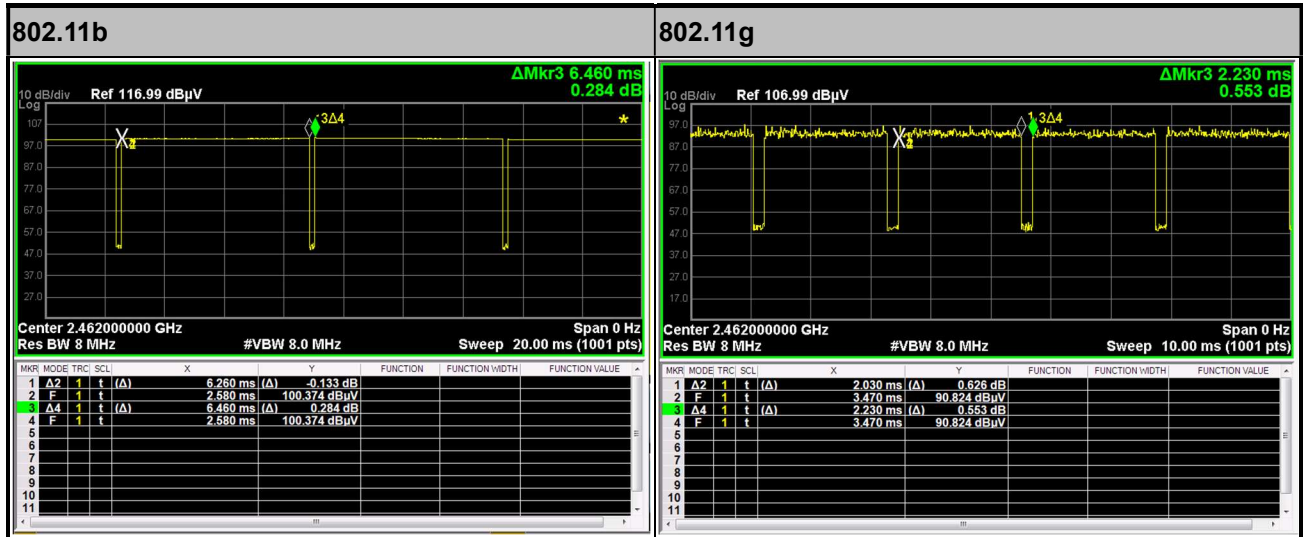 802.11b
ΔMkr3 6.460 ms
0.284 dB
10 dB/div Ref 116.99 dBµV
Log
107
97.0
87.0
77.0
67.0
57.0
47.0
37.0
27.0
3Δ4
*
Center 2.462000000 GHz Span 0 Hz
Res BW 8 MHz #VBW 8.0 MHz Sweep 20.00 ms (1001 pts)
MKR MODE TRC SCL X Y FUNCTION FUNCTION WIDTH FUNCTION VALUE
1 Δ2 1 t (Δ) 6.260 ms (Δ) -0.133 dB
2 F 1 t 2.580 ms 100.374 dBµV
3 Δ4 1 t (Δ) 6.460 ms (Δ) 0.284 dB
4 F 1 t 2.580 ms 100.374 dBµV
5
6
7
8
9
10
11
802.11g
ΔMkr3 2.230 ms
0.553 dB
10 dB/div Ref 106.99 dBµV
Log
97.0
87.0
77.0
67.0
57.0
47.0
37.0
27.0
17.0
3Δ4
Center 2.462000000 GHz Span 0 Hz
Res BW 8 MHz #VBW 8.0 MHz Sweep 10.00 ms (1001 pts)
MKR MODE TRC SCL X Y FUNCTION FUNCTION WIDTH FUNCTION VALUE
1 Δ2 1 t (Δ) 2.030 ms (Δ) 0.626 dB
2 F 1 t 3.470 ms 90.824 dBµV
3 Δ4 1 t (Δ) 2.230 ms (Δ) 0.553 dB
4 F 1 t 3.470 ms 90.824 dBµV
5
6
7
8
9
10
11